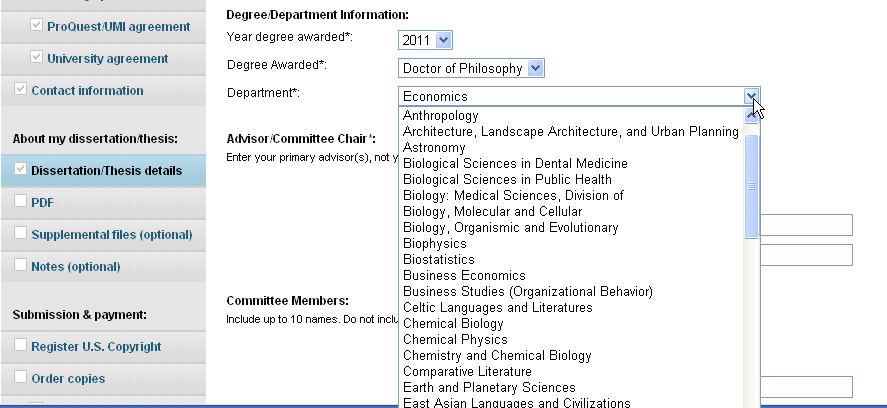 ProQuest/UMI agreement
University agreement
Contact information
About my dissertation/thesis:
Dissertation/Thesis details
PDF
Supplemental files (optional)
Notes (optional)
Submission & payment:
Register U.S. Copyright
Order copies
Degree/Department Information:
Year degree awarded*: 2011
Degree Awarded*: Doctor of Philosophy
Department*: Economics
Anthropology
Architecture, Landscape Architecture, and Urban Planning
Astronomy
Biological Sciences in Dental Medicine
Biological Sciences in Public Health
Biology: Medical Sciences, Division of
Biology, Molecular and Cellular
Biology, Organismic and Evolutionary
Biophysics
Biostatistics
Business Economics
Business Studies (Organizational Behavior)
Celtic Languages and Literatures
Chemical Biology
Chemical Physics
Chemistry and Chemical Biology
Comparative Literature
Earth and Planetary Sciences
East Asian Languages and Civilizations
Advisor/Committee Chair*:
Enter your primary advisor(s), not y
Committee Members:
Include up to 10 names. Do not inclu